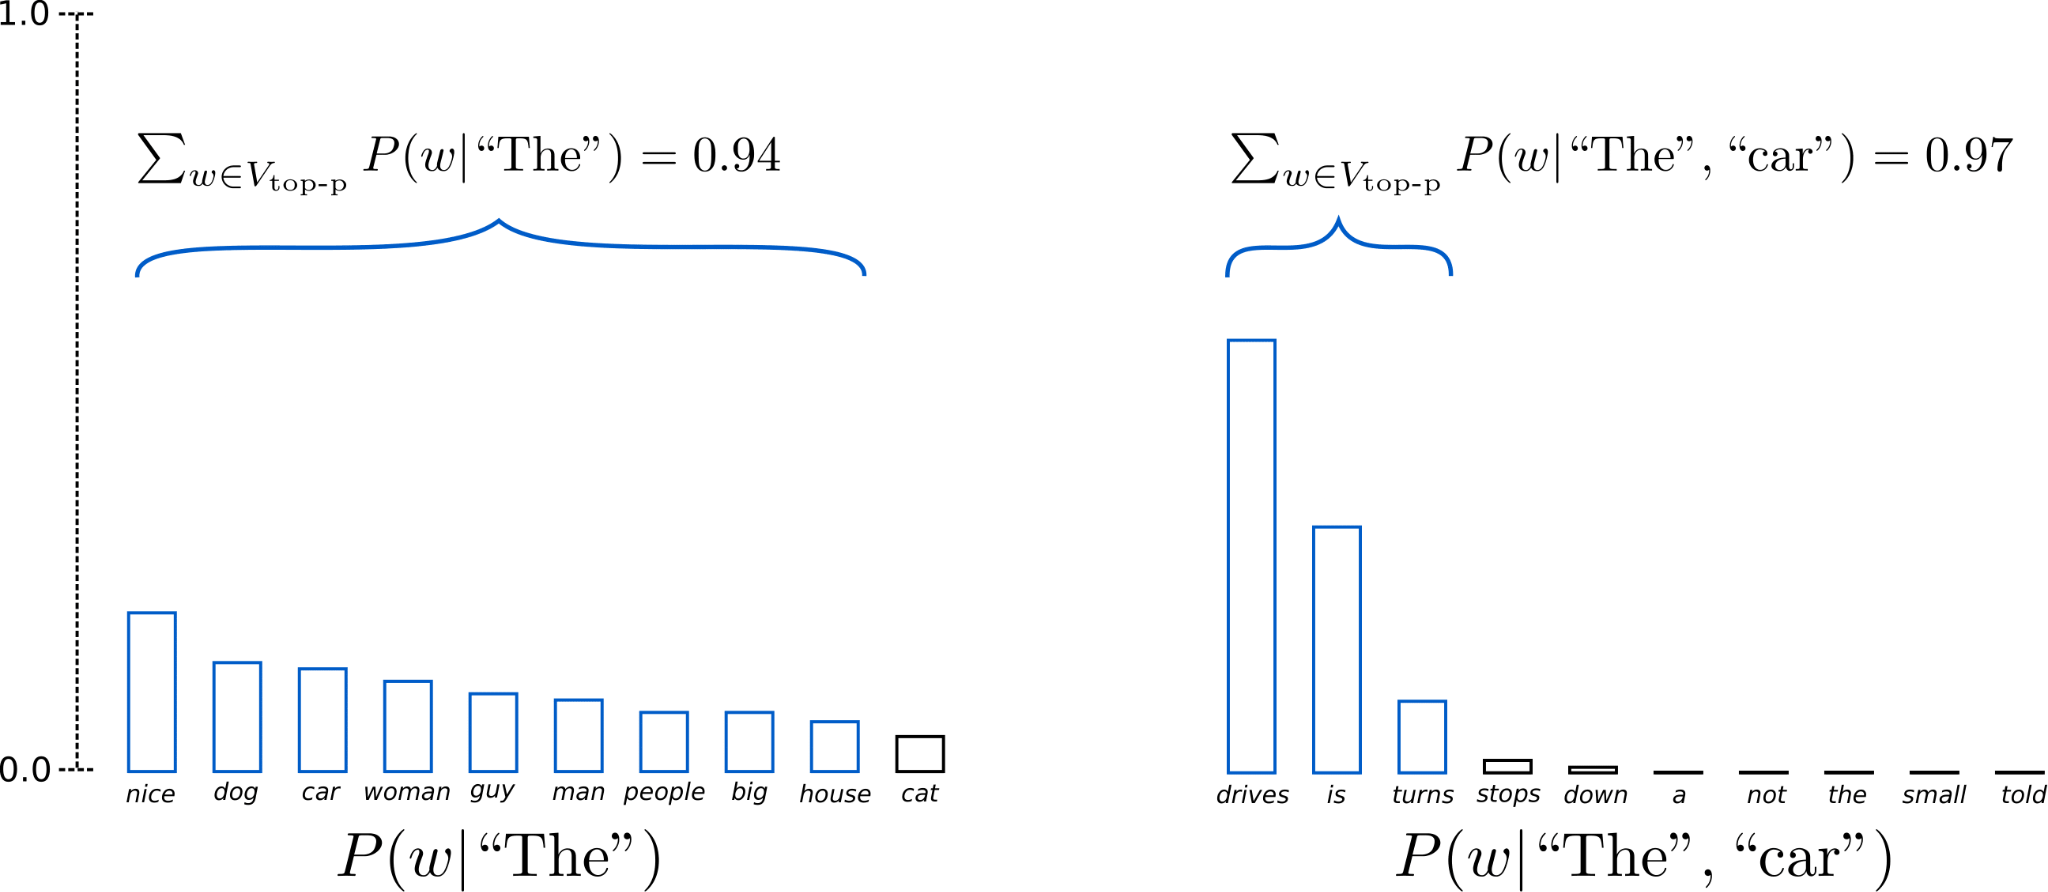 1.0
∑w∈Vtop-p P(w|“The”) = 0.94
∑w∈Vtop-p P(w|“The”, “car”) = 0.97
0.0
nice dog car woman guy man people big house cat
drives is turns stops down a not the small told
P(w|“The”)
P(w|“The”, “car”)